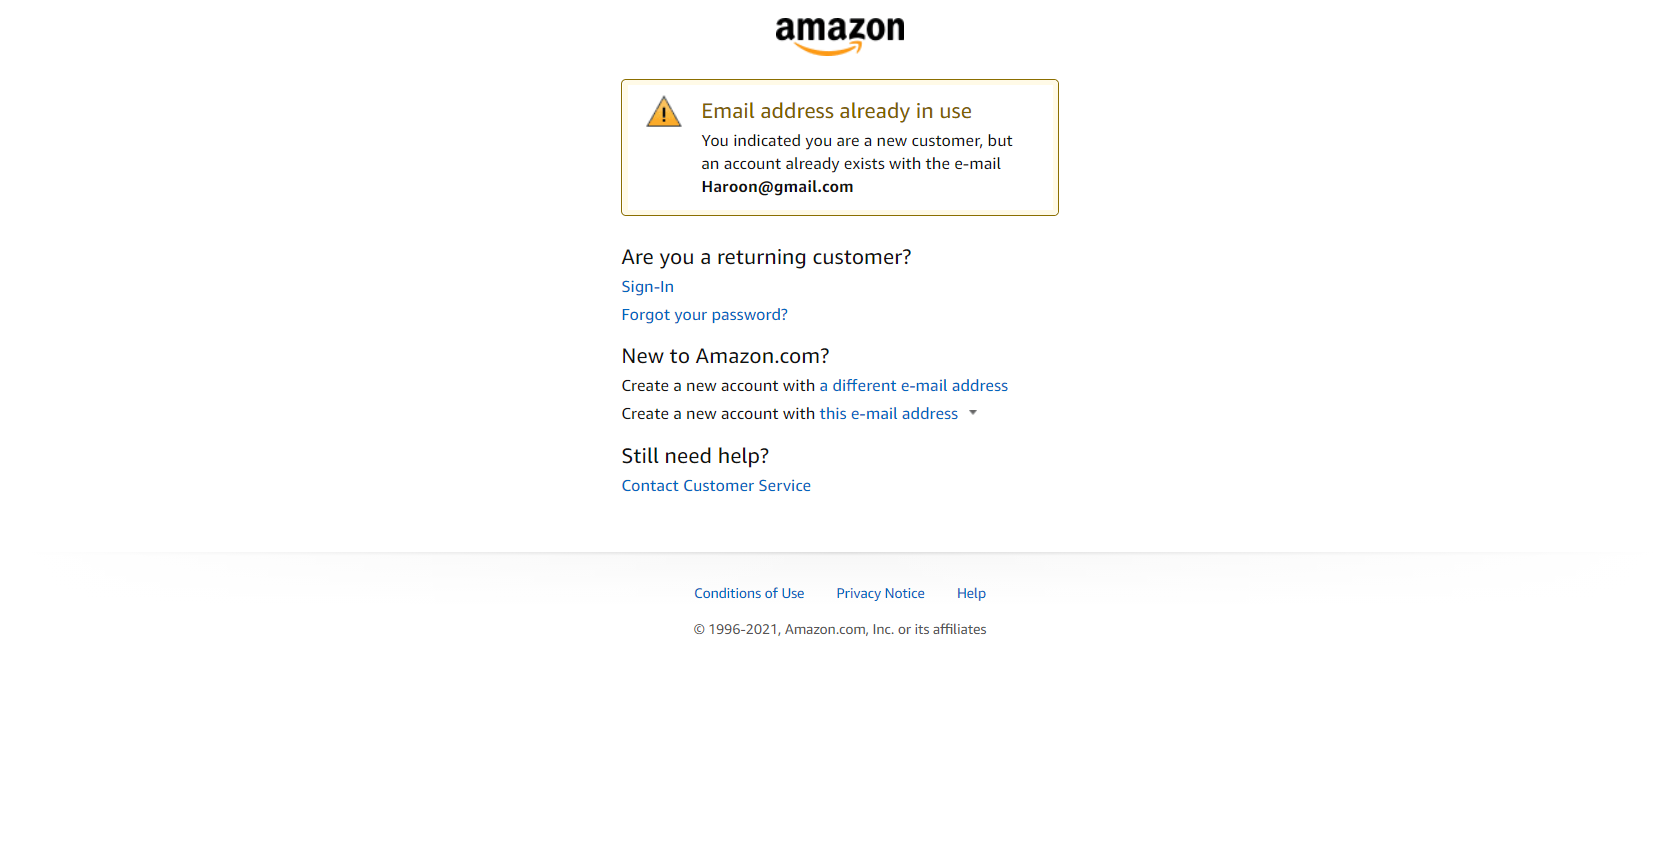 amazon
Email address already in use
You indicated you are a new customer, but
an account already exists with the e-mail
Haroon@gmail.com
Are you a returning customer?
Sign-In
Forgot your password?
New to Amazon.com?
Create a new account with a different e-mail address
Create a new account with this e-mail address
Still need help?
Contact Customer Service
Conditions of Use Privacy Notice Help
© 1996-2021, Amazon.com, Inc. or its affiliates